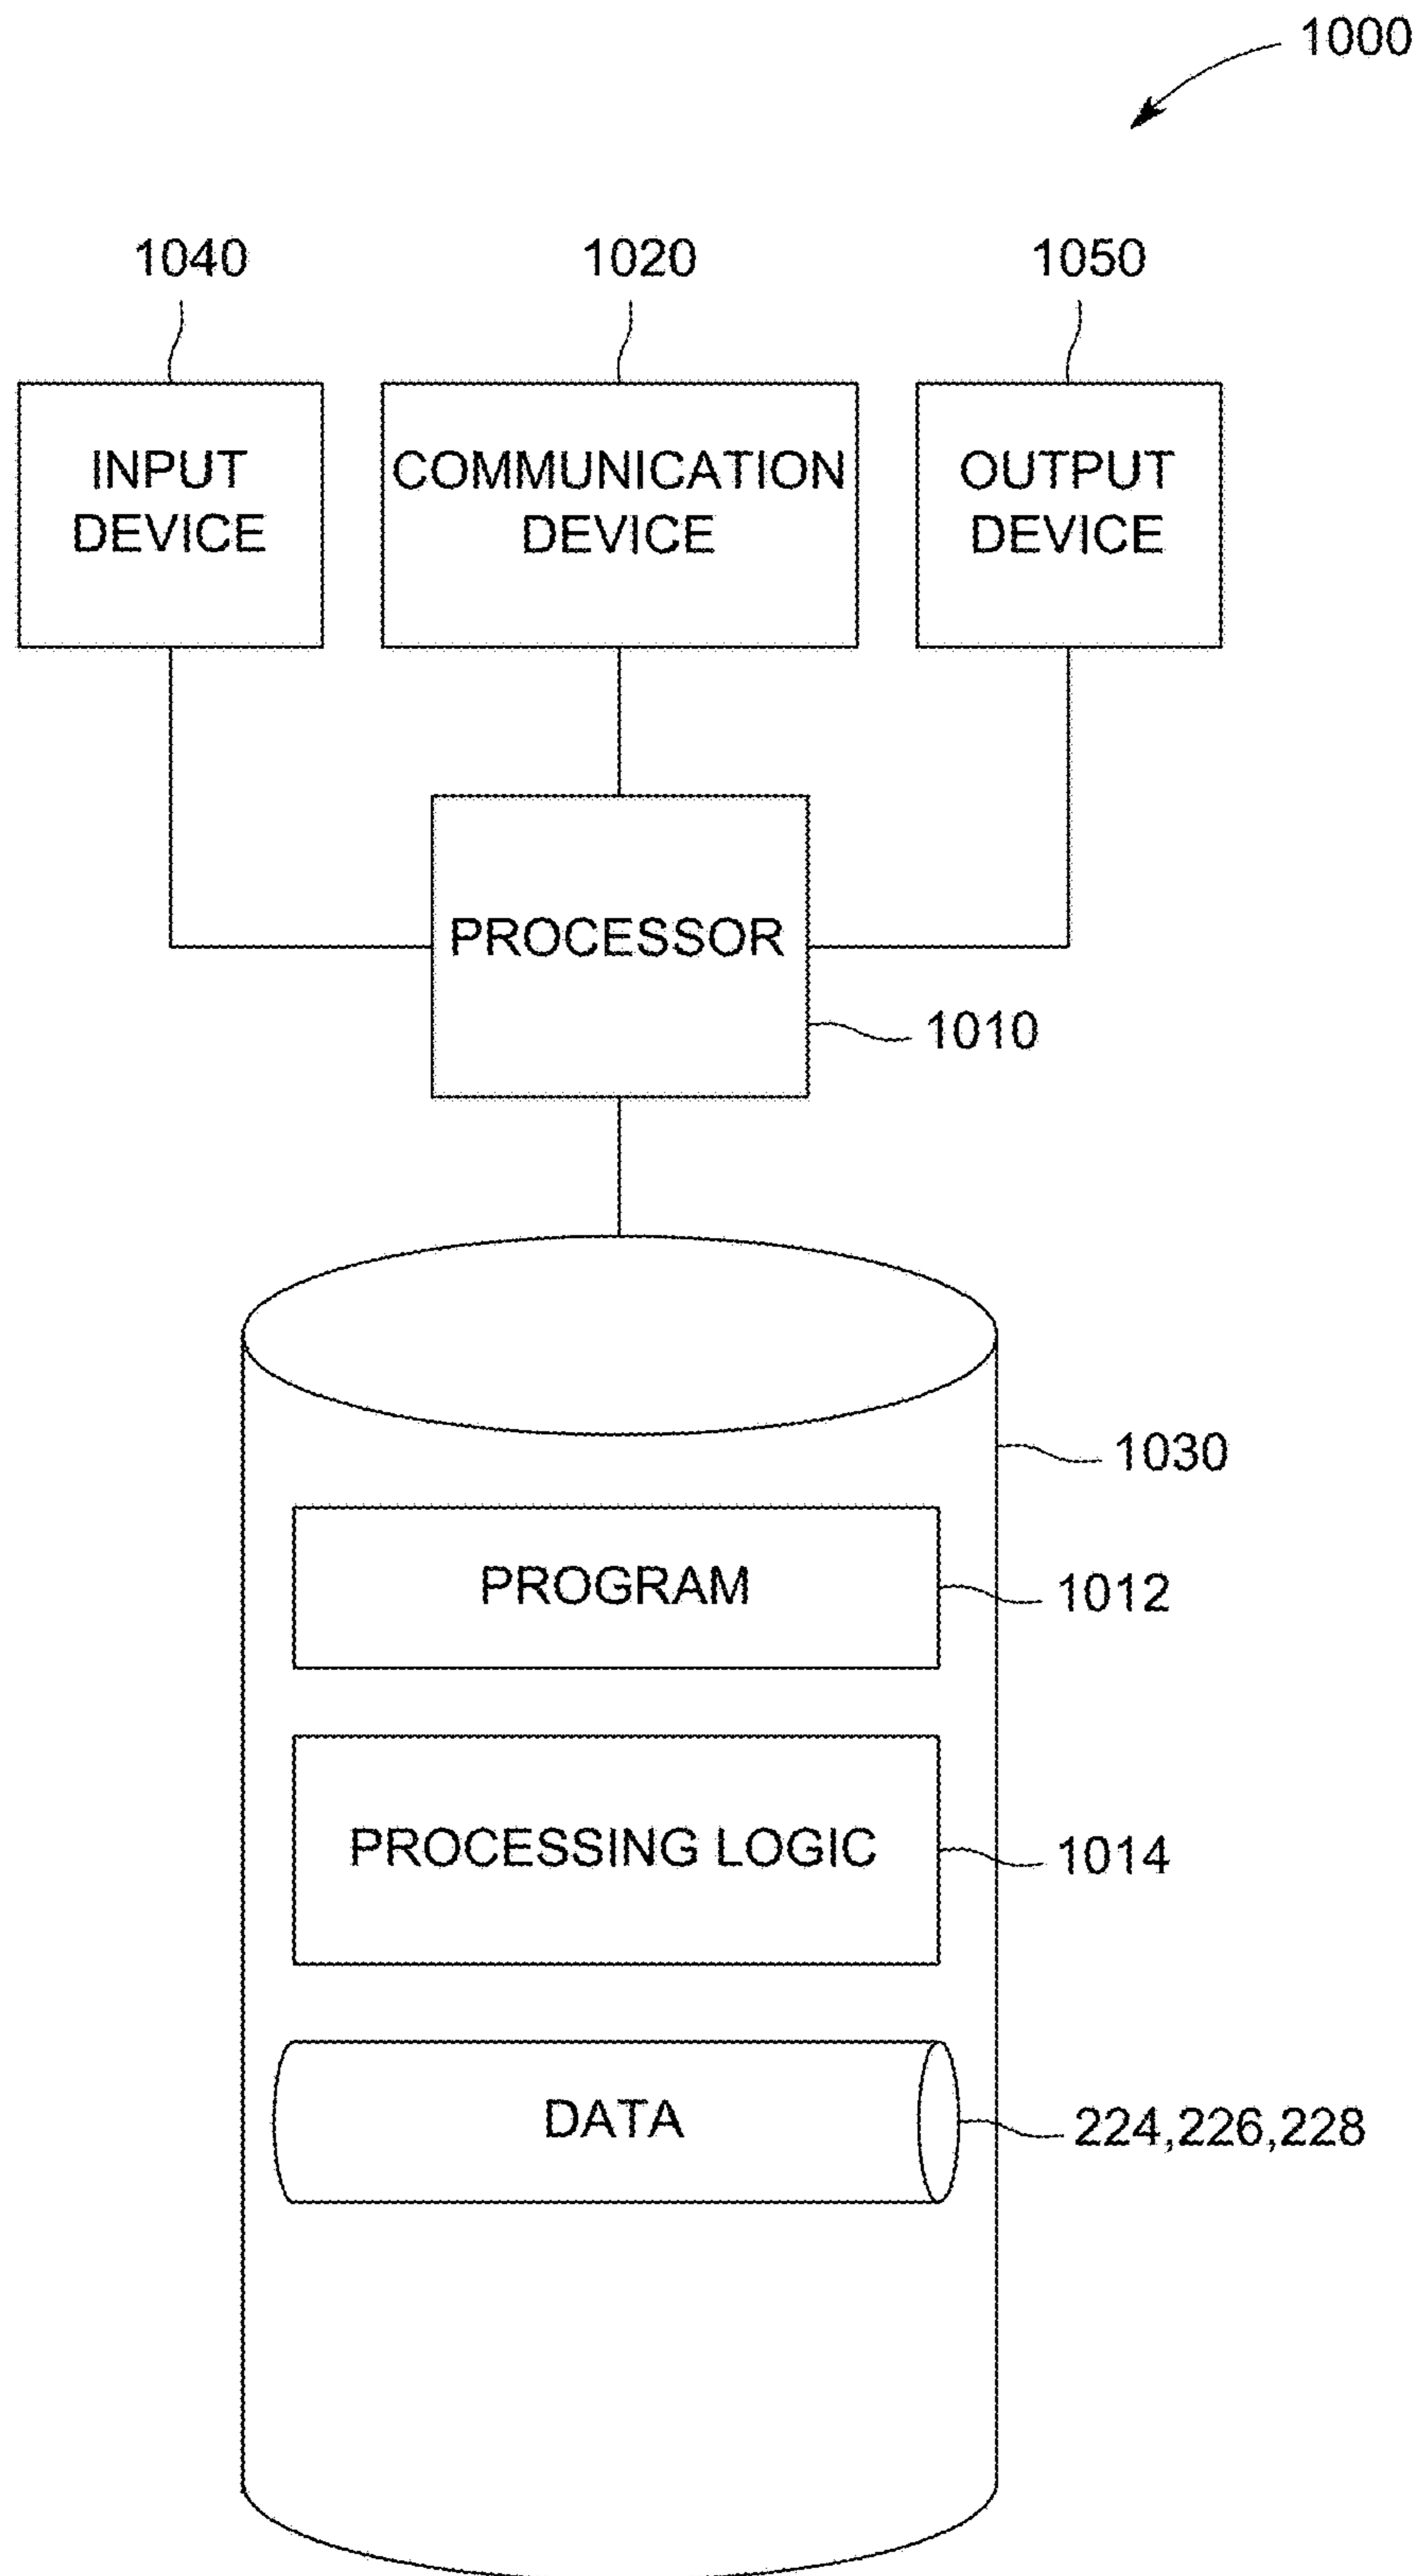 1000
1040
1020
1050
INPUT
DEVICE
COMMUNICATION
DEVICE
OUTPUT
DEVICE
PROCESSOR
1010
1030
PROGRAM
1012
PROCESSING LOGIC
1014
DATA
224,226,228